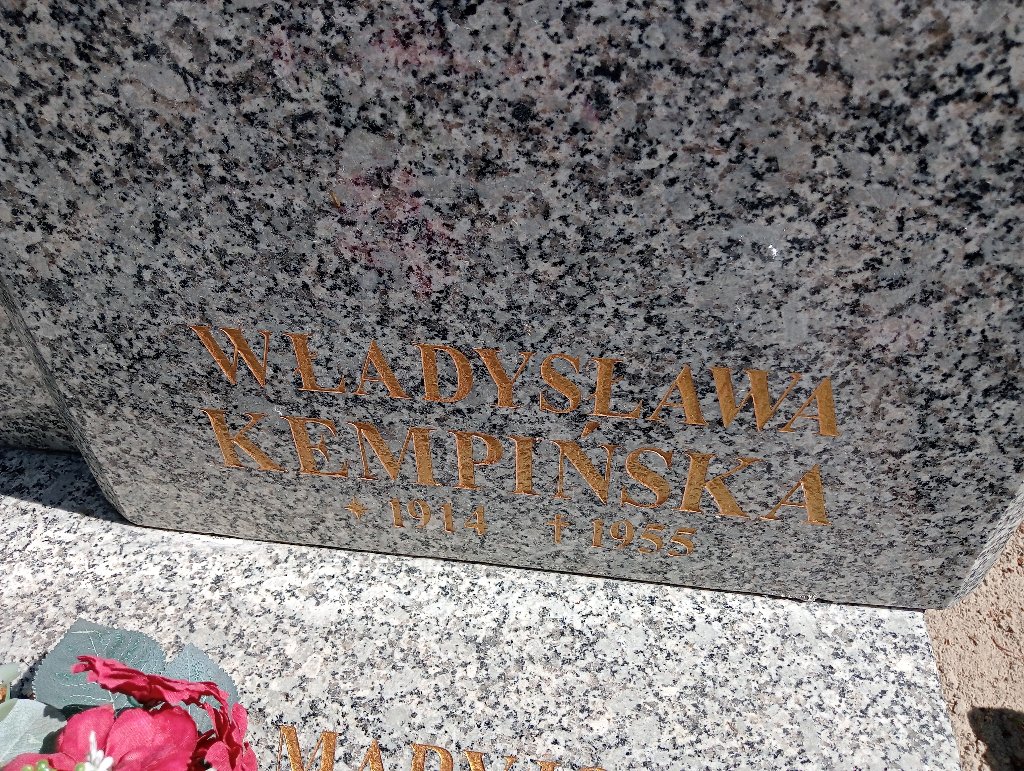 WŁADYSŁAWA
KEMPIŃSKA
* 1914 † 1955